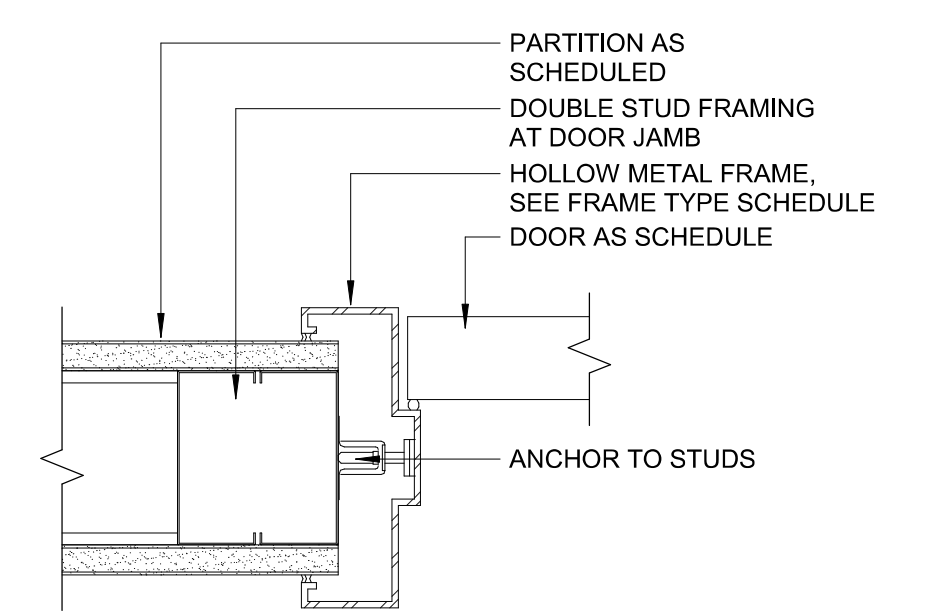 PARTITION AS
SCHEDULED
DOUBLE STUD FRAMING
AT DOOR JAMB
HOLLOW METAL FRAME,
SEE FRAME TYPE SCHEDULE
DOOR AS SCHEDULE
ANCHOR TO STUDS